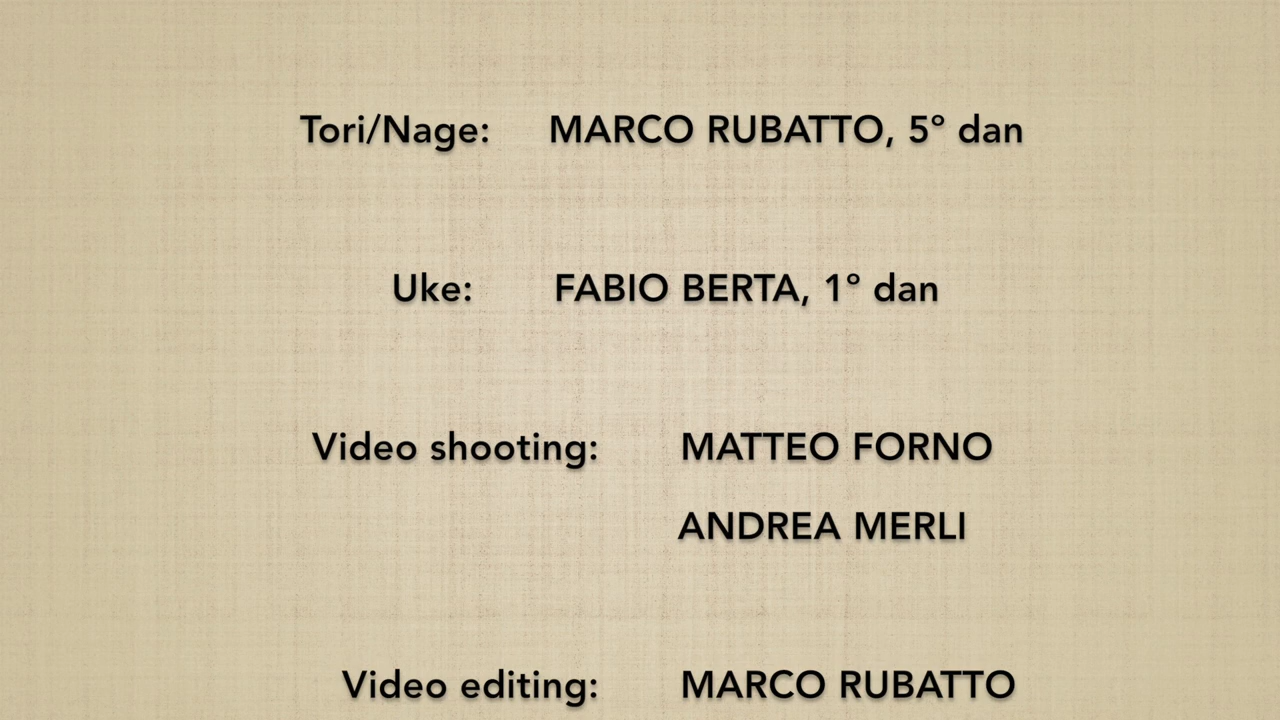 Tori/Nage: MARCO RUBATTO, 5° dan
Uke: FABIO BERTA, 1° dan
Video shooting: MATTEO FORNO
ANDREA MERLI
Video editing: MARCO RUBATTO